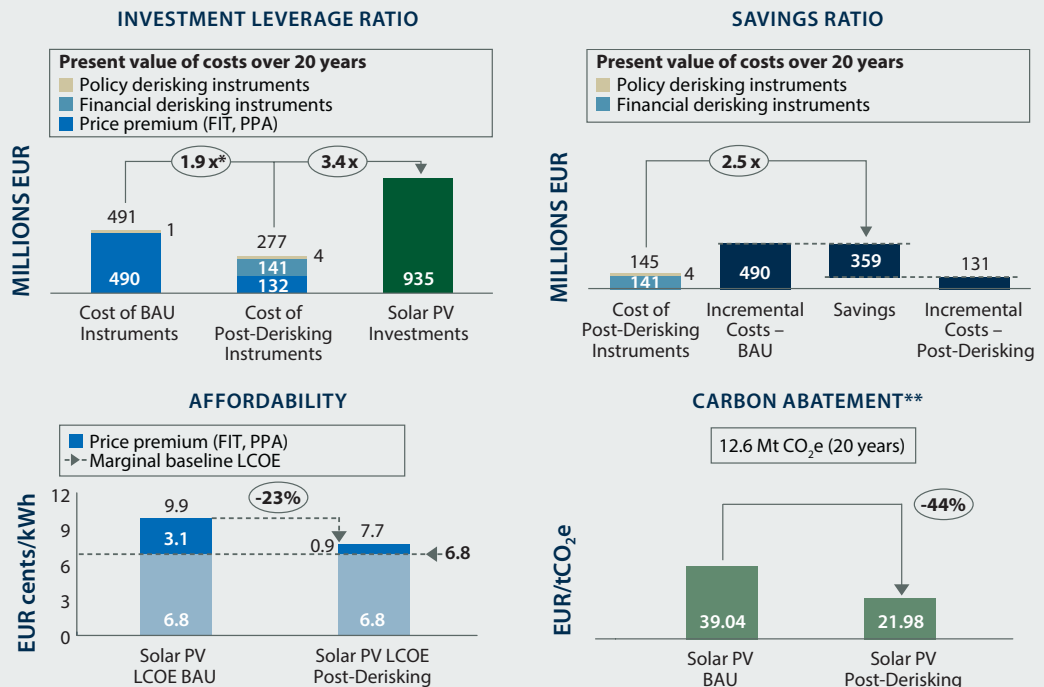 INVESTMENT LEVERAGE RATIO
Present value of costs over 20 years
Policy derisking instruments
Financial derisking instruments
Price premium (FIT, PPA)
MILLIONS EUR
1.9 x*
3.4 x
491
1
490
277
4
141
132
935
Cost of BAU
Instruments
Cost of
Post-Derisking
Instruments
Solar PV
Investments
SAVINGS RATIO
Present value of costs over 20 years
Policy derisking instruments
Financial derisking instruments
MILLIONS EUR
2.5 x
145
4
141
490
359
131
Cost of
Post-Derisking
Instruments
Incremental
Costs –
BAU
Savings
Incremental
Costs –
Post-Derisking
AFFORDABILITY
Price premium (FIT, PPA)
Marginal baseline LCOE
EUR cents/kWh
12
9
6
3
0
-23%
9.9
3.1
6.8
7.7
0.9
6.8
6.8
Solar PV
LCOE BAU
Solar PV LCOE
Post-Derisking
CARBON ABATEMENT**
12.6 Mt CO₂e (20 years)
EUR/tCO₂e
-44%
39.04
21.98
Solar PV
BAU
Solar PV
Post-Derisking